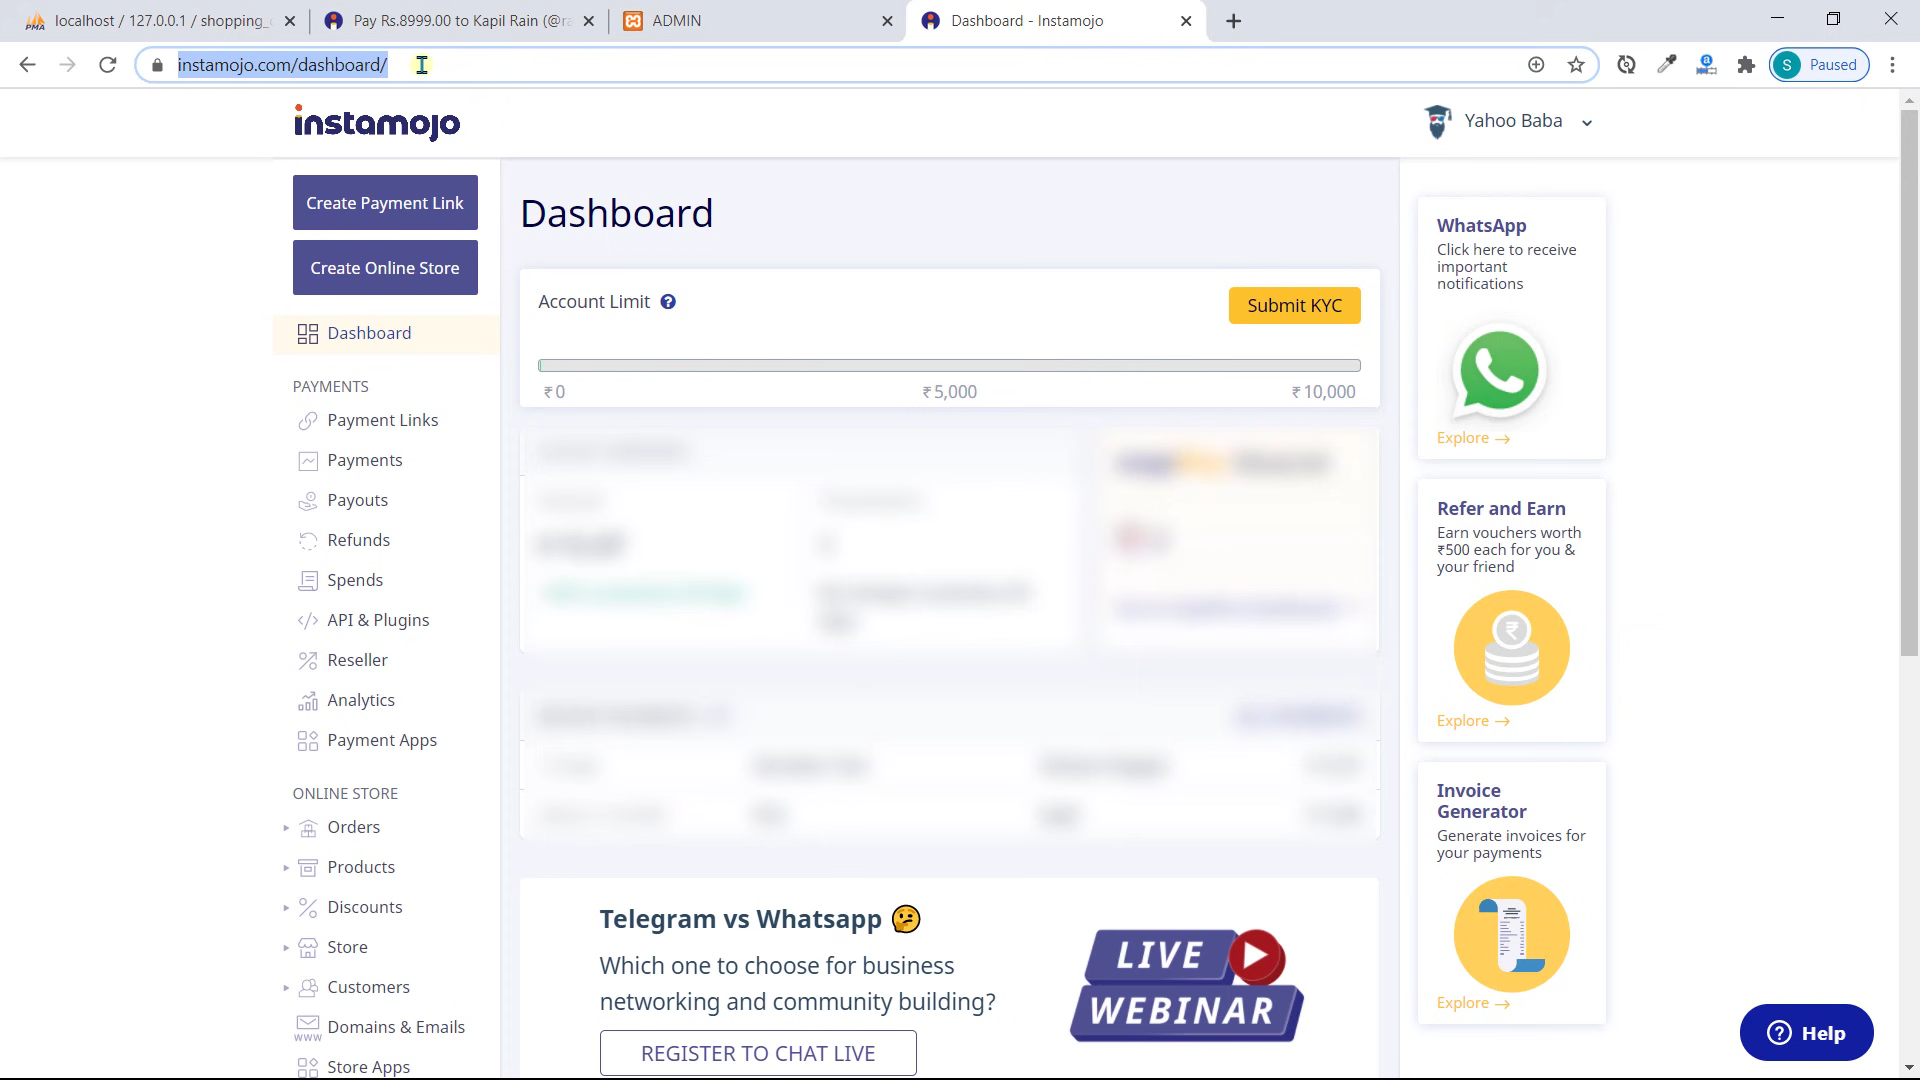 localhost / 127.0.0.1 / shopping_
Pay Rs.8999.00 to Kapil Rain (@ra
ADMIN
Dashboard - Instamojo
instamojo.com/dashboard/
S Paused
instamojo
Yahoo Baba
Create Payment Link
Create Online Store
Dashboard
PAYMENTS
Payment Links
Payments
Payouts
Refunds
Spends
API & Plugins
Reseller
Analytics
Payment Apps
ONLINE STORE
Orders
Products
Discounts
Store
Customers
WWW
Domains & Emails
Store Apps
Dashboard
Account Limit ?
Submit KYC
₹0 ₹5,000 ₹10,000
Telegram vs Whatsapp 🤔
Which one to choose for business
networking and community building?
REGISTER TO CHAT LIVE
LIVE
WEBINAR
WhatsApp
Click here to receive
important
notifications
Explore →
Refer and Earn
Earn vouchers worth
₹500 each for you &
your friend
₹
Explore →
Invoice
Generator
Generate invoices for
your payments
Explore →
? Help